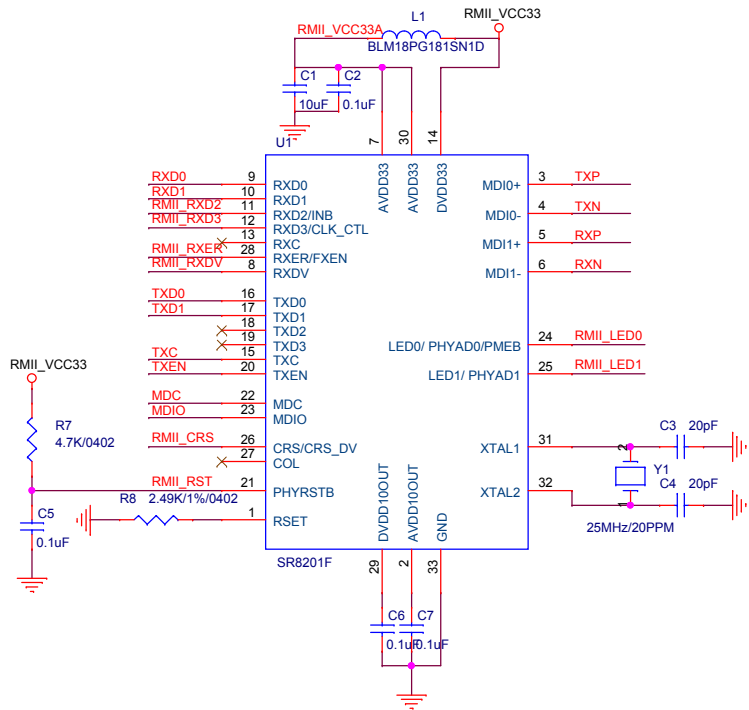 L1
RMII_VCC33
RMII_VCC33A
BLM18PG181SN1D
C1
10uF
C2
0.1uF
U1
7
30
14
AVDD33
AVDD33
DVDD33
RXD0 9 RXD0
RXD1 10 RXD1
RMII_RXD2 11 RXD2/INB
RMII_RXD3 12 RXD3/CLK_CTL
13 RXC
RMII_RXER 28 RXER/FXEN
RMII_RXDV 8 RXDV
TXD0 16 TXD0
TXD1 17 TXD1
18 TXD2
19 TXD3
TXC 15 TXC
TXEN 20 TXEN
MDC 22 MDC
MDIO 23 MDIO
RMII_CRS 26 CRS/CRS_DV
27 COL
RMII_RST 21 PHYRSTB
R8 2.49K/1%/0402
1 RSET
RMII_VCC33
R7
4.7K/0402
C5
0.1uF
MDI0+ 3 TXP
MDI0- 4 TXN
MDI1+ 5 RXP
MDI1- 6 RXN
LED0/ PHYAD0/PMEB 24 RMII_LED0
LED1/ PHYAD1 25 RMII_LED1
XTAL1 31
XTAL2 32
C3 20pF
2
Y1
C4 20pF
1
25MHz/20PPM
DVDD10OUT
AVDD10OUT
GND
SR8201F
29
2
33
C6
0.1uF
C7
0.1uF